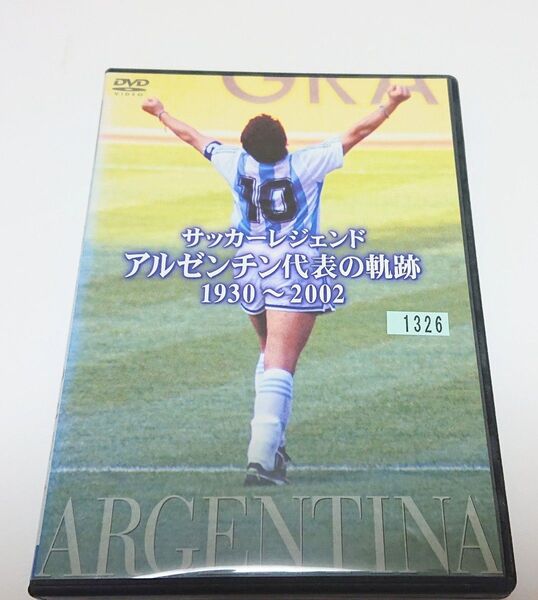 DVD
VIDEO
GRA
10
サッカーレジェンド
アルゼンチン代表の軌跡
1930～2002
1326
ARGENTINA